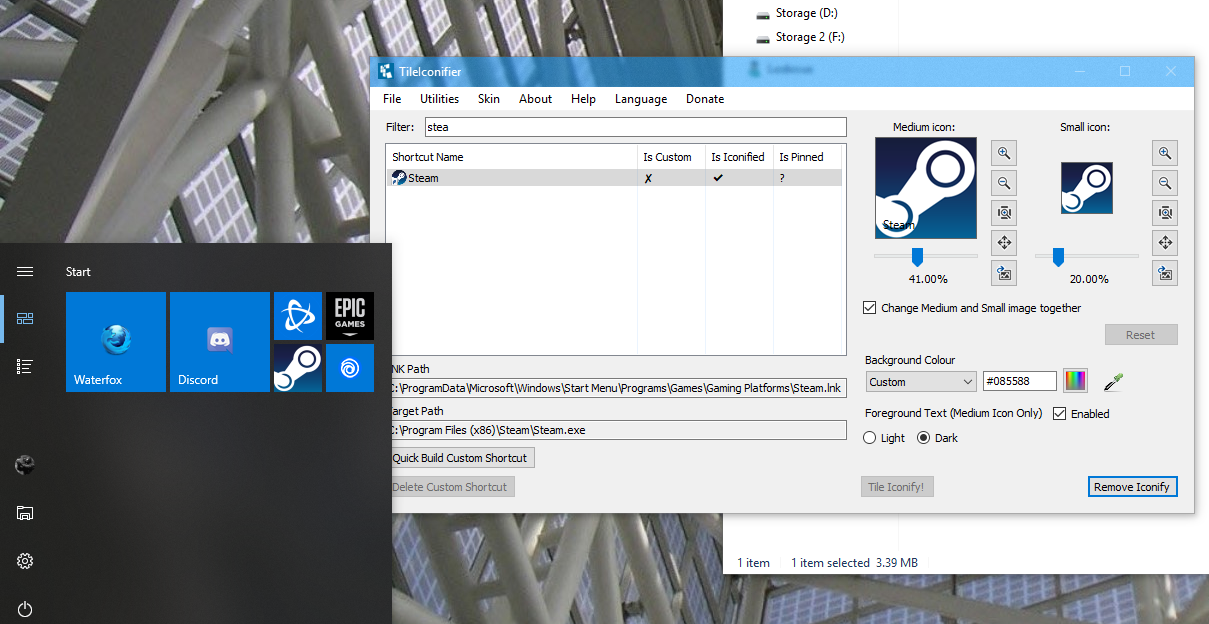 Storage (D:)
Storage 2 (F:)
TileIconifier
File Utilities Skin About Help Language Donate
Filter: stea
Shortcut Name Is Custom Is Iconified Is Pinned
Steam ✗ ✔ ?
Medium icon: Small icon:
Steam
41.00% 20.00%
Change Medium and Small image together
Reset
Background Colour
Custom #085588
Foreground Text (Medium Icon Only) Enabled
Light Dark
Tile Iconify! Remove Iconify
NK Path
C:\ProgramData\Microsoft\Windows\Start Menu\Programs\Games\Gaming Platforms\Steam.lnk
arget Path
C:\Program Files (x86)\Steam\Steam.exe
Quick Build Custom Shortcut
Delete Custom Shortcut
Start
Waterfox
Discord
EPIC
GAMES
1 item 1 item selected 3.39 MB